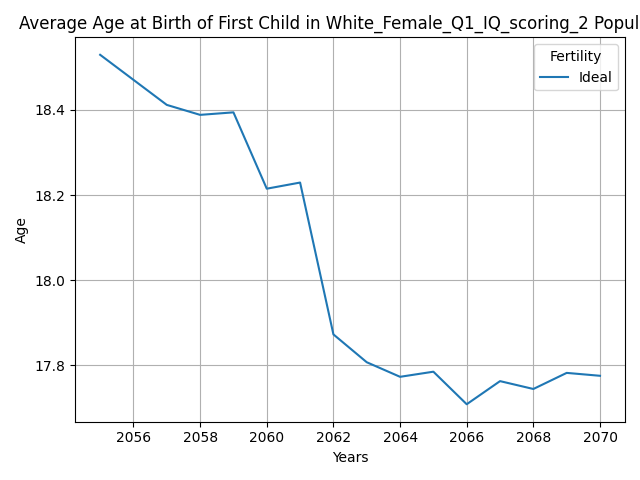 Average Age at Birth of First Child in White_Female_Q1_IQ_scoring_2 Popul
Fertility
Ideal
18.4
18.2
18.0
17.8
Age
2056 2058 2060 2062 2064 2066 2068 2070
Years